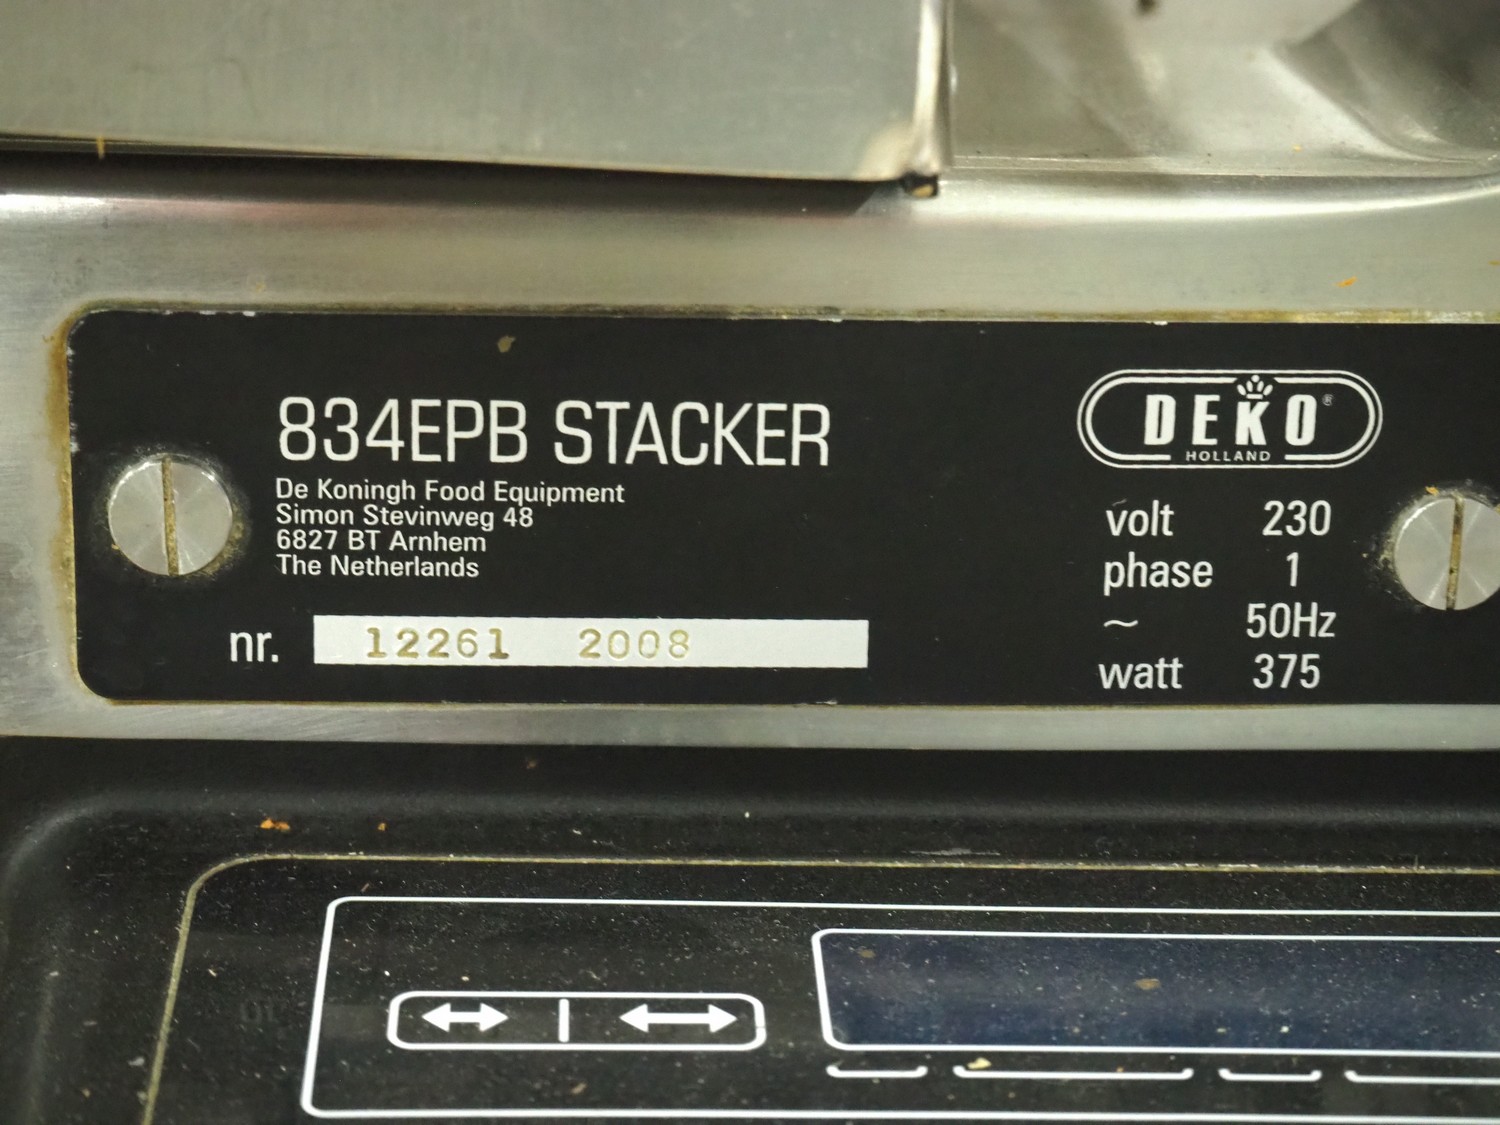 834EPB STACKER
De Koningh Food Equipment
Simon Stevinweg 48
6827 BT Arnhem
The Netherlands
nr. 12261 2008
DEKO®
HOLLAND
volt 230
phase 1
~ 50Hz
watt 375